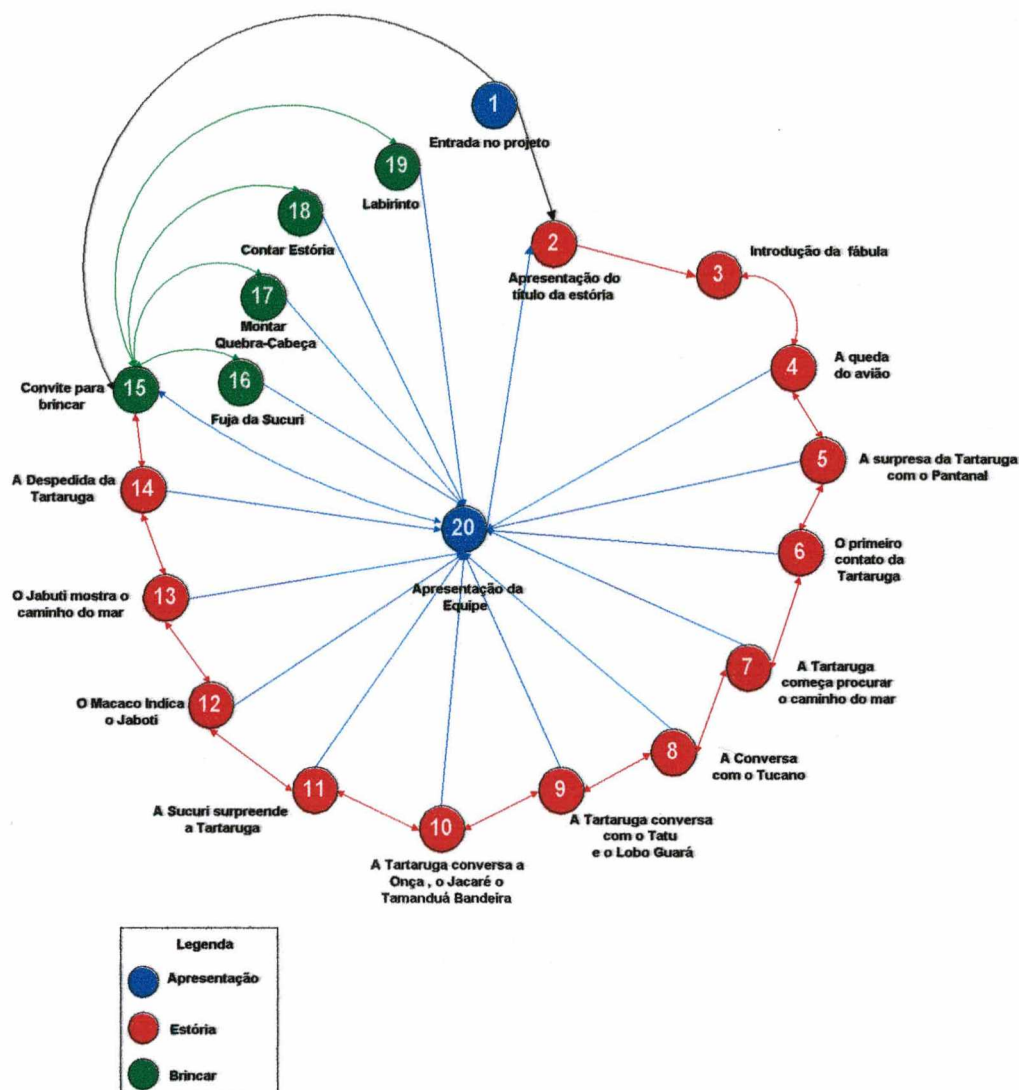 1
Entrada no projeto
19
Labirinto
18
Contar Estória
17
Montar
Quebra-Cabeça
16
Fuja da Sucuri
15
Convite para
brincar
2
Apresentação do
título da estória
3
Introdução da fábula
4
A queda
do avião
5
A surpresa da Tartaruga
com o Pantanal
6
O primeiro
contato da
Tartaruga
7
A Tartaruga
começa procurar
o caminho do mar
8
A Conversa
com o Tucano
9
A Tartaruga conversa
com o Tatu
e o Lobo Guará
10
A Tartaruga conversa a
Onça , o Jacaré o
Tamanduá Bandeira
11
A Sucuri surpreende
a Tartaruga
12
O Macaco Indica
o Jaboti
13
O Jabuti mostra o
caminho do mar
14
A Despedida da
Tartaruga
20
Apresentação da
Equipe
Legenda
Apresentação
Estória
Brincar